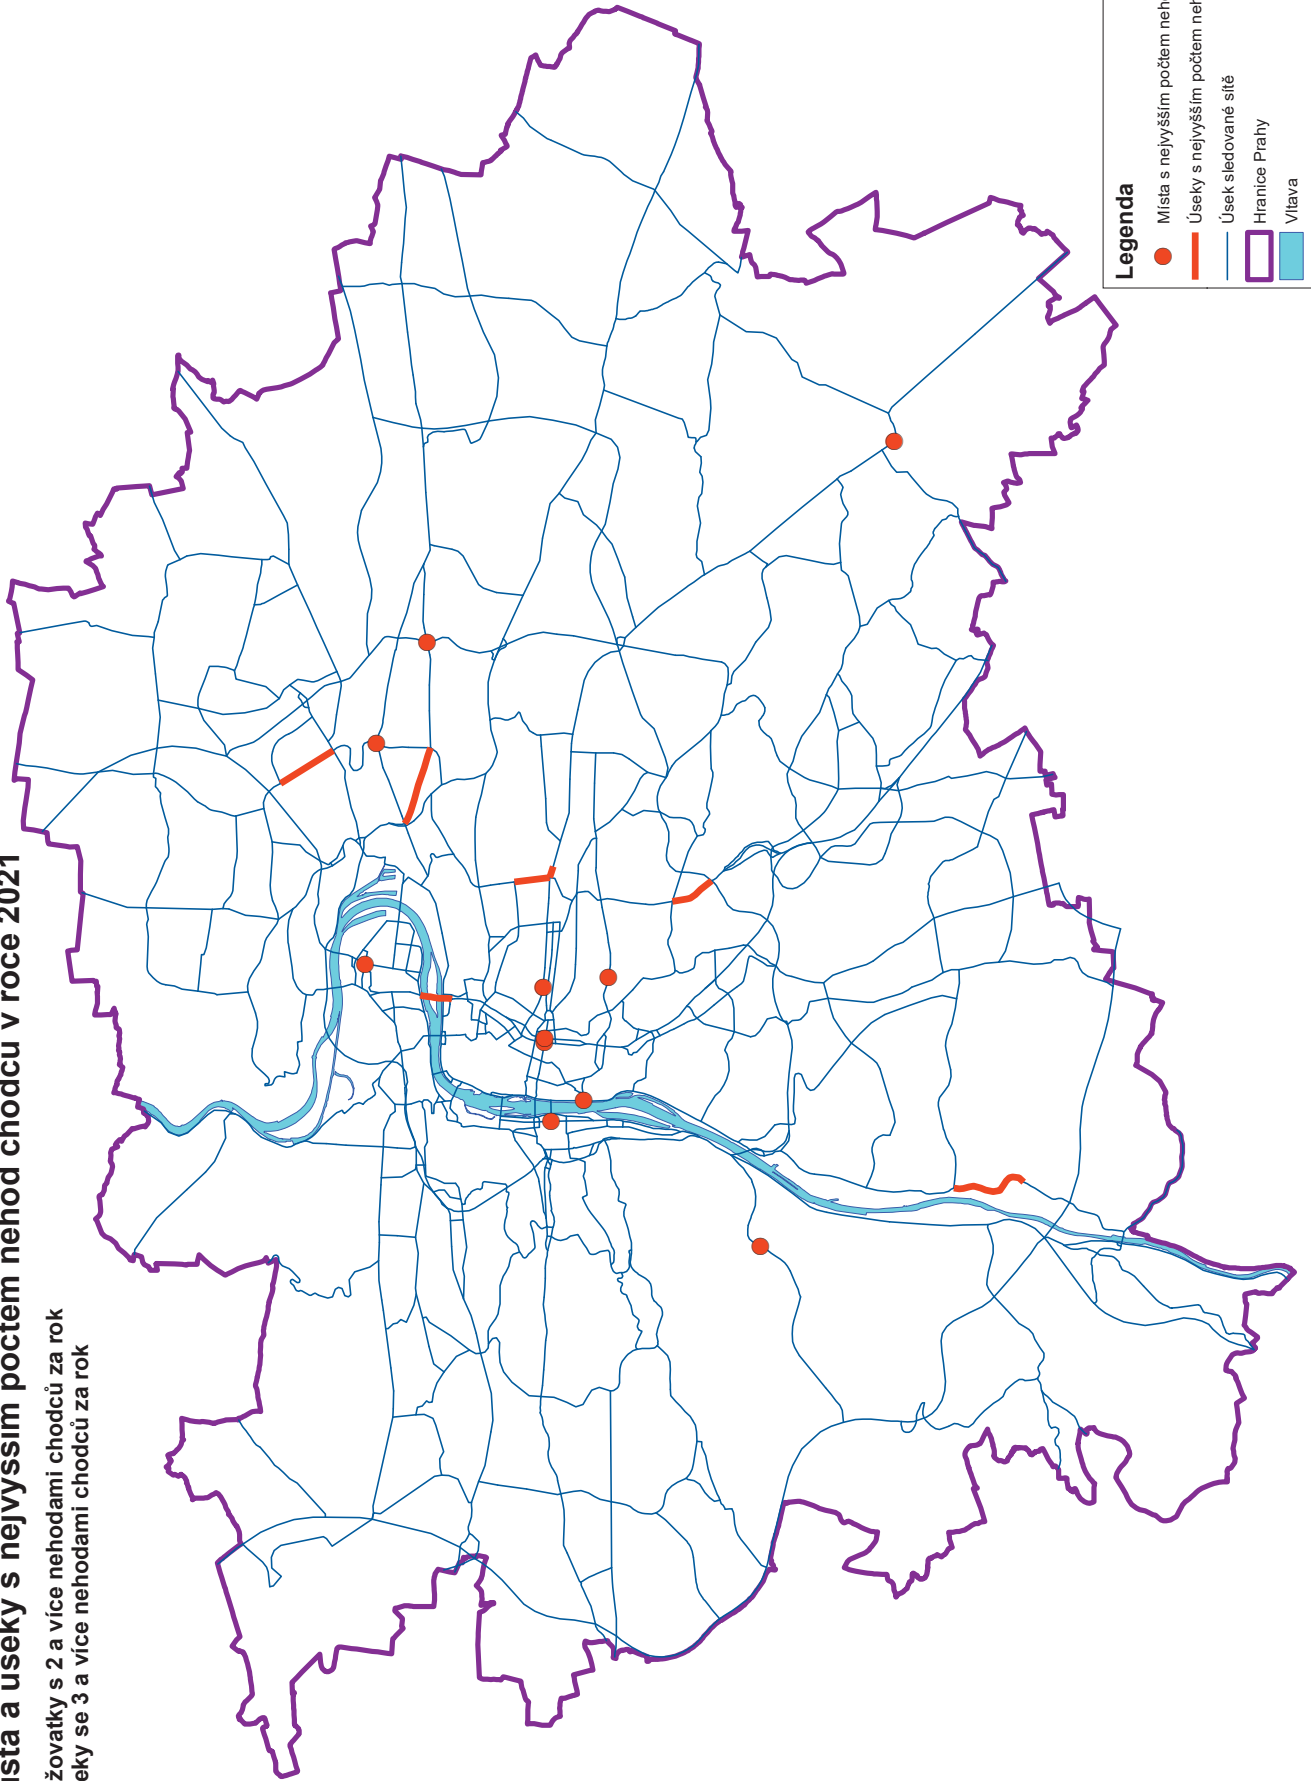 ísta a úseky s nejvyšším počtem nehod chodců v roce 2021
žovatky s 2 a více nehodami chodců za rok
eky se 3 a více nehodami chodců za rok
Legenda
Místa s nejvyšším počtem neh
Úseky s nejvyšším počtem neh
Úsek sledované sítě
Hranice Prahy
Vltava